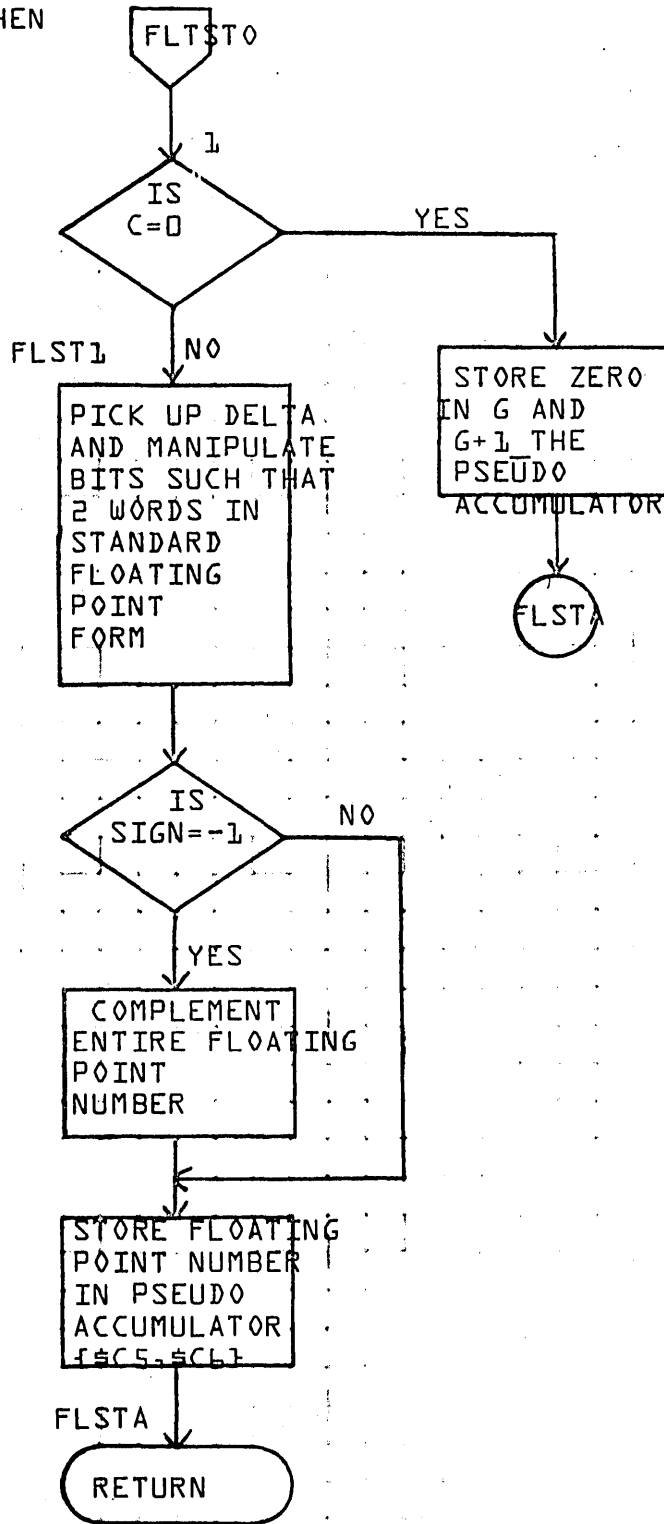 HEN
FLTSTO
1
IS
C=0
YES
FLST1
NO
PICK UP DELTA
AND MANIPULATE
BITS SUCH THAT
2 WORDS IN
STANDARD
FLOATING
POINT
FORM
STORE ZERO
IN G AND
G+1 THE
PSEUDO
ACCUMULATOR
FLSTA
IS
SIGN=-1
NO
YES
COMPLEMENT
ENTIRE FLOATING
POINT
NUMBER
STORE FLOATING
POINT NUMBER
IN PSEUDO
ACCUMULATOR
{$C5,$C6}
FLSTA
RETURN